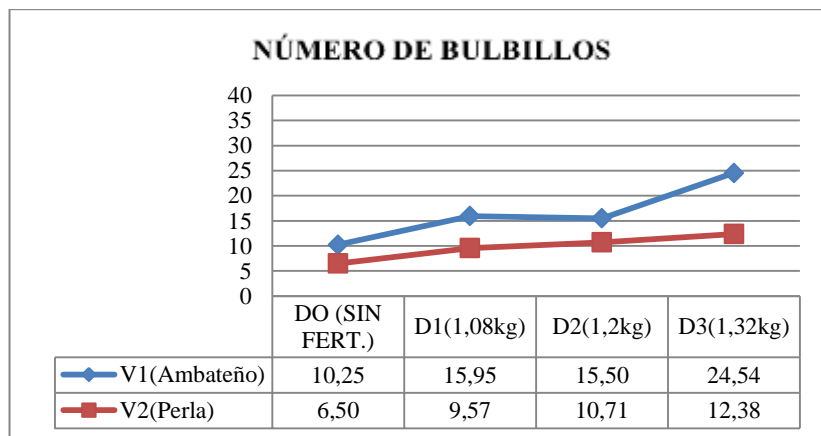 NÚMERO DE BULBILLOS
40
35
30
25
20
15
10
5
0
DO (SIN FERT.) D1(1,08kg) D2(1,2kg) D3(1,32kg)
V1(Ambateño) 10,25 15,95 15,50 24,54
V2(Perla) 6,50 9,57 10,71 12,38